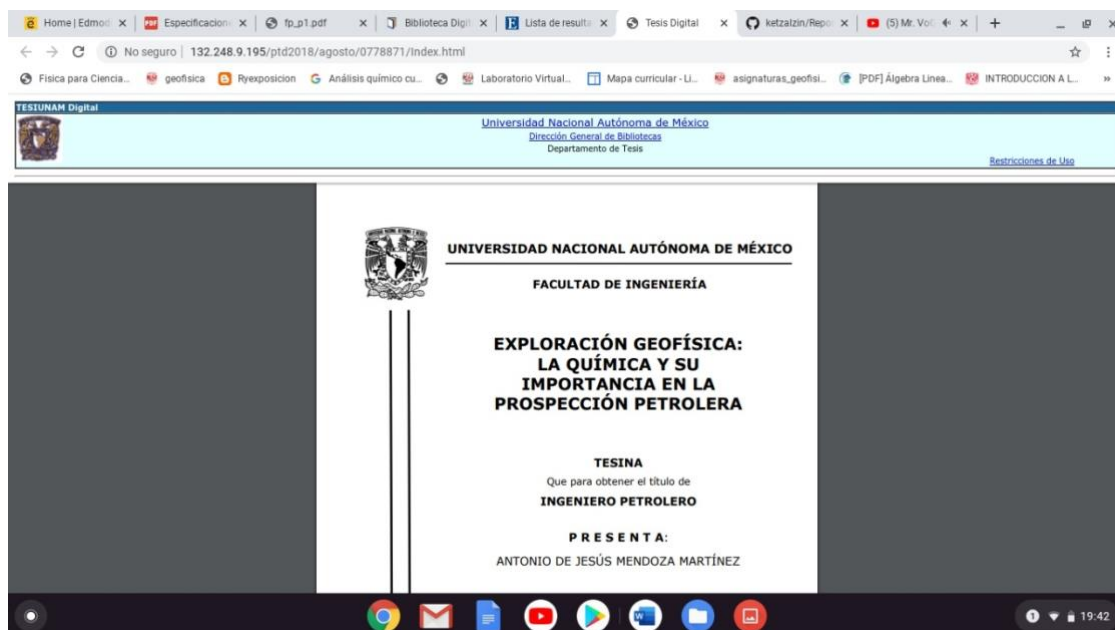 Home | Edmod
Especificacion
fp_p1.pdf
Biblioteca Digit
Lista de resulta
Tesis Digital
ketzalzin/Repo
(5) Mr. Vol
No seguro | 132.248.9.195/ptd2018/agosto/0778871/Index.html
Fisica para Ciencia...
geofisica
Ryexposicion
Análisis químico cu...
Laboratorio Virtual...
Mapa curricular - Li...
asignaturas_geofisi...
[PDF] Álgebra Linea...
INTRODUCCION A L...
TESIUNAM Digital
Universidad Nacional Autónoma de México
Dirección General de Bibliotecas
Departamento de Tesis
Restricciones de Uso
UNIVERSIDAD NACIONAL AUTÓNOMA DE MÉXICO
FACULTAD DE INGENIERÍA
EXPLORACIÓN GEOFÍSICA:
LA QUÍMICA Y SU
IMPORTANCIA EN LA
PROSPECCIÓN PETROLERA
TESINA
Que para obtener el título de
INGENIERO PETROLERO
P R E S E N T A:
ANTONIO DE JESÚS MENDOZA MARTÍNEZ
1
19:42